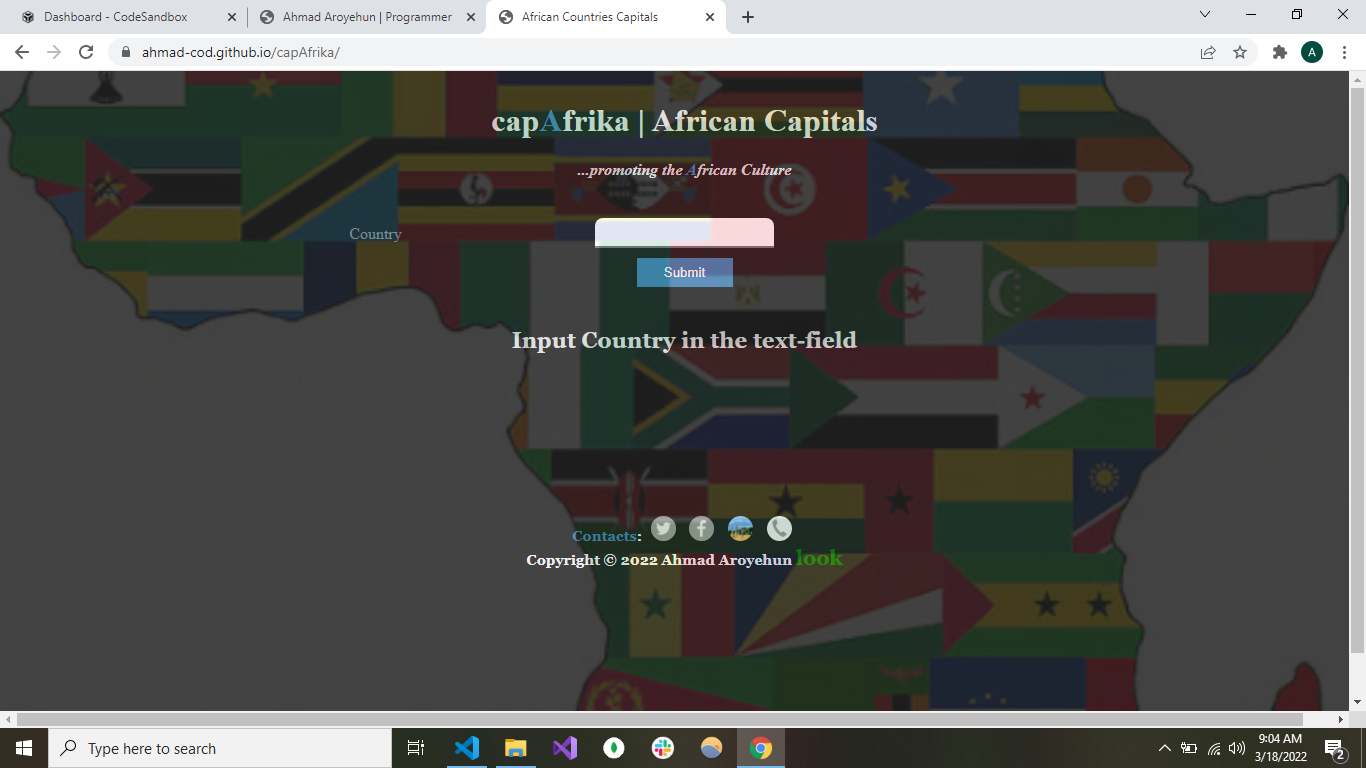 Dashboard - CodeSandbox
Ahmad Aroyehun | Programmer
African Countries Capitals
ahmad-cod.github.io/capAfrika/
A
capAfrika | African Capitals
...promoting the African Culture
Country
Submit
Input Country in the text-field
Contacts:
Copyright © 2022 Ahmad Aroyehun look
Type here to search
9:04 AM
3/18/2022
2